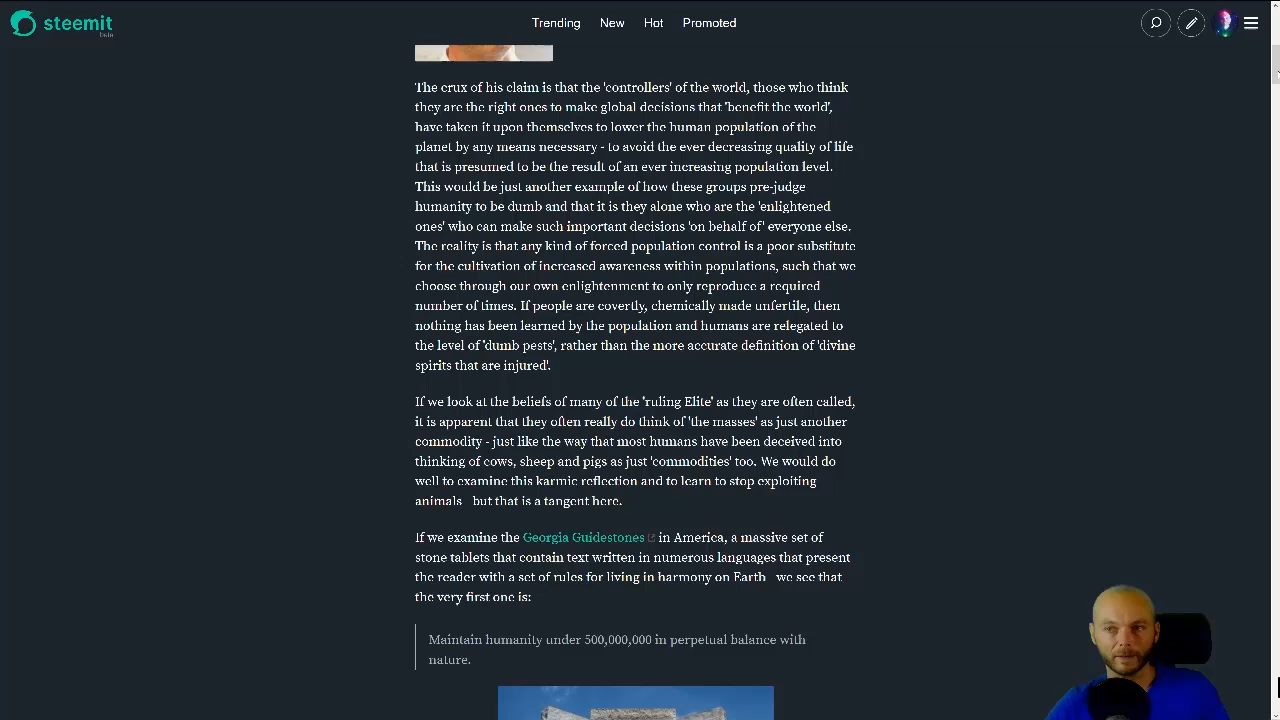 steemit
beta
Trending New Hot Promoted
The crux of his claim is that the 'controllers' of the world, those who think
they are the right ones to make global decisions that 'benefit the world',
have taken it upon themselves to lower the human population of the
planet by any means necessary - to avoid the ever decreasing quality of life
that is presumed to be the result of an ever increasing population level.
This would be just another example of how these groups pre-judge
humanity to be dumb and that it is they alone who are the 'enlightened
ones' who can make such important decisions 'on behalf of' everyone else.
The reality is that any kind of forced population control is a poor substitute
for the cultivation of increased awareness within populations, such that we
choose through our own enlightenment to only reproduce a required
number of times. If people are covertly, chemically made unfertile, then
nothing has been learned by the population and humans are relegated to
the level of 'dumb pests', rather than the more accurate definition of 'divine
spirits that are injured'.
If we look at the beliefs of many of the 'ruling Elite' as they are often called,
it is apparent that they often really do think of 'the masses' as just another
commodity - just like the way that most humans have been deceived into
thinking of cows, sheep and pigs as just 'commodities' too. We would do
well to examine this karmic reflection and to learn to stop exploiting
animals but that is a tangent here.
If we examine the Georgia Guidestones in America, a massive set of
stone tablets that contain text written in numerous languages that present
the reader with a set of rules for living in harmony on Earth we see that
the very first one is:
Maintain humanity under 500,000,000 in perpetual balance with
nature.